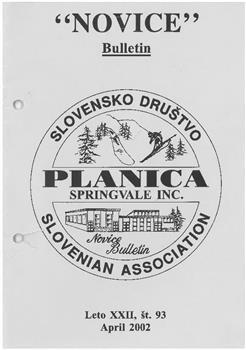 “NOVICE”
Bulletin
SLOVENSKO DRUŠTVO
PLANICA
SPRINGVALE INC.
Novice
Bulletin
SLOVENIAN ASSOCIATION
Leto XXII, št. 93
April 2002